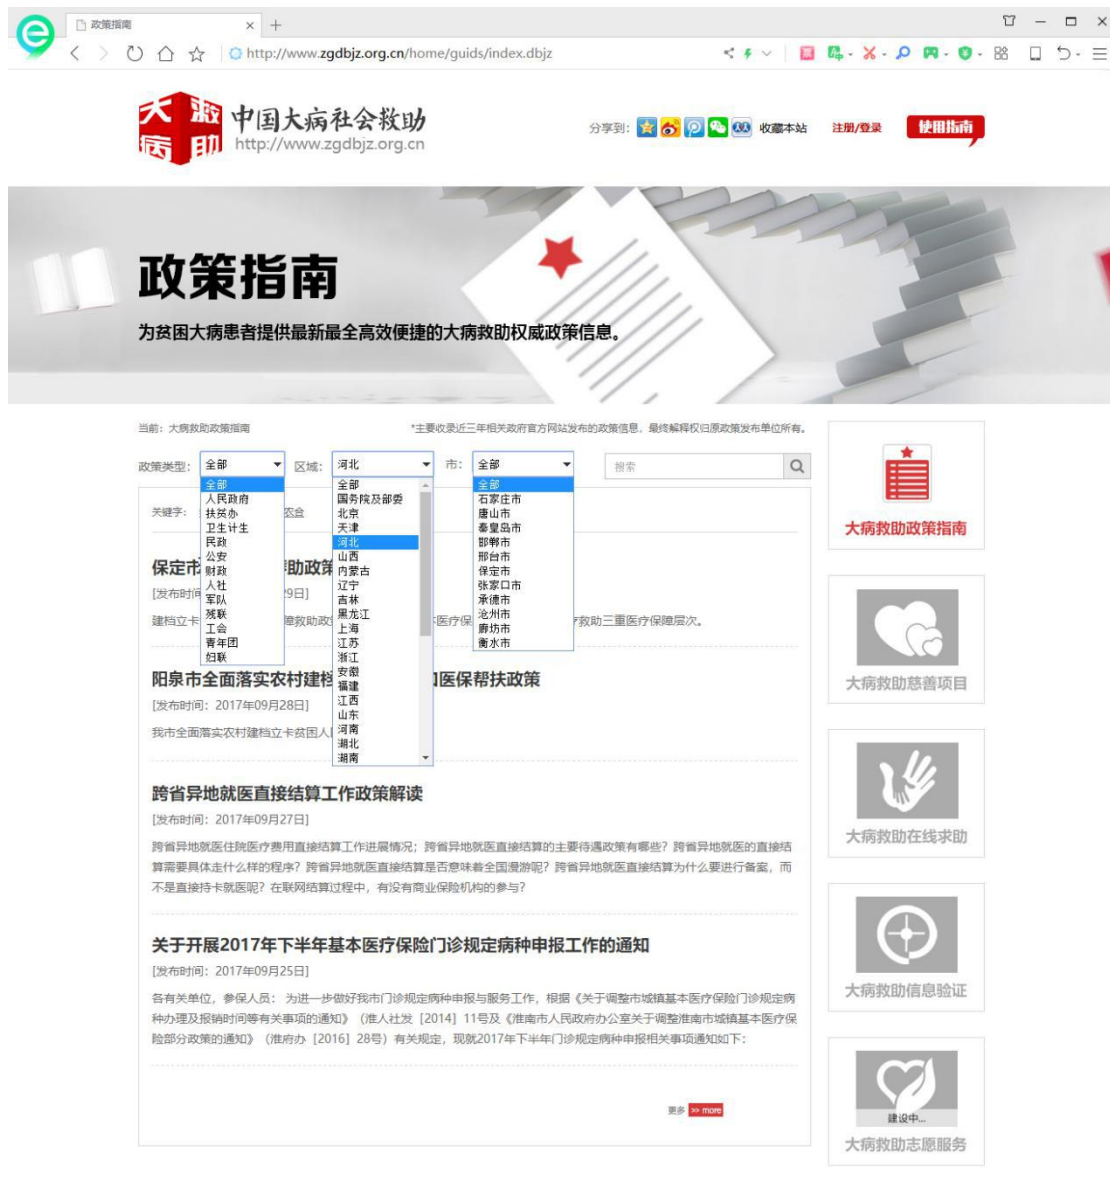 政策指南
http://www.zgdbjz.org.cn/home/guids/index.dbjz
大病 救助
中国大病社会救助
http://www.zgdbjz.org.cn
分享到: 收藏本站 注册/登录 使用指南
政策指南
为贫困大病患者提供最新最全高效便捷的大病救助权威政策信息。
当前：大病救助政策指南
*主要收录近三年相关政府官方网站发布的政策信息，最终解释权归原政策发布单位所有。
政策类型: 全部 区域: 河北 市: 全部 搜索
全部
人民政府
扶贫办
卫生计生
民政
公安
财政
人社
军队
残联
工会
青年团
妇联
全部
国务院及部委
北京
天津
河北
山西
内蒙古
辽宁
吉林
黑龙江
上海
江苏
浙江
安徽
福建
江西
山东
河南
湖北
湖南
全部
石家庄市
唐山市
秦皇岛市
邯郸市
邢台市
保定市
张家口市
承德市
沧州市
廊坊市
衡水市
关键字: 农合
保定市 助政策
[发布时间 29日]
建档立卡 障救助政 医疗保 救助三重医疗保障层次。
阳泉市全面落实农村建档 口医保帮扶政策
[发布时间：2017年09月28日]
我市全面落实农村建档立卡贫困人
跨省异地就医直接结算工作政策解读
[发布时间：2017年09月27日]
跨省异地就医住院医疗费用直接结算工作进展情况；跨省异地就医直接结算的主要待遇政策有哪些？跨省异地就医的直接结
算需要具体走什么样的程序？跨省异地就医直接结算是否意味着全国漫游呢？跨省异地就医直接结算为什么要进行备案，而
不是直接持卡就医呢？在联网结算过程中，有没有商业保险机构的参与？
关于开展2017年下半年基本医疗保险门诊规定病种申报工作的通知
[发布时间：2017年09月25日]
各有关单位，参保人员： 为进一步做好我市门诊规定病种申报与服务工作，根据《关于调整市城镇基本医疗保险门诊规定病
种办理及报销时间等有关事项的通知》（淮人社发［2014］11号及《淮南市人民政府办公室关于调整淮南市城镇基本医疗保
险部分政策的通知》（淮府办［2016］28号）有关规定，现就2017年下半年门诊规定病种申报相关事项通知如下：
更多 >> more
大病救助政策指南
大病救助慈善项目
大病救助在线求助
大病救助信息验证
建设中...
大病救助志愿服务